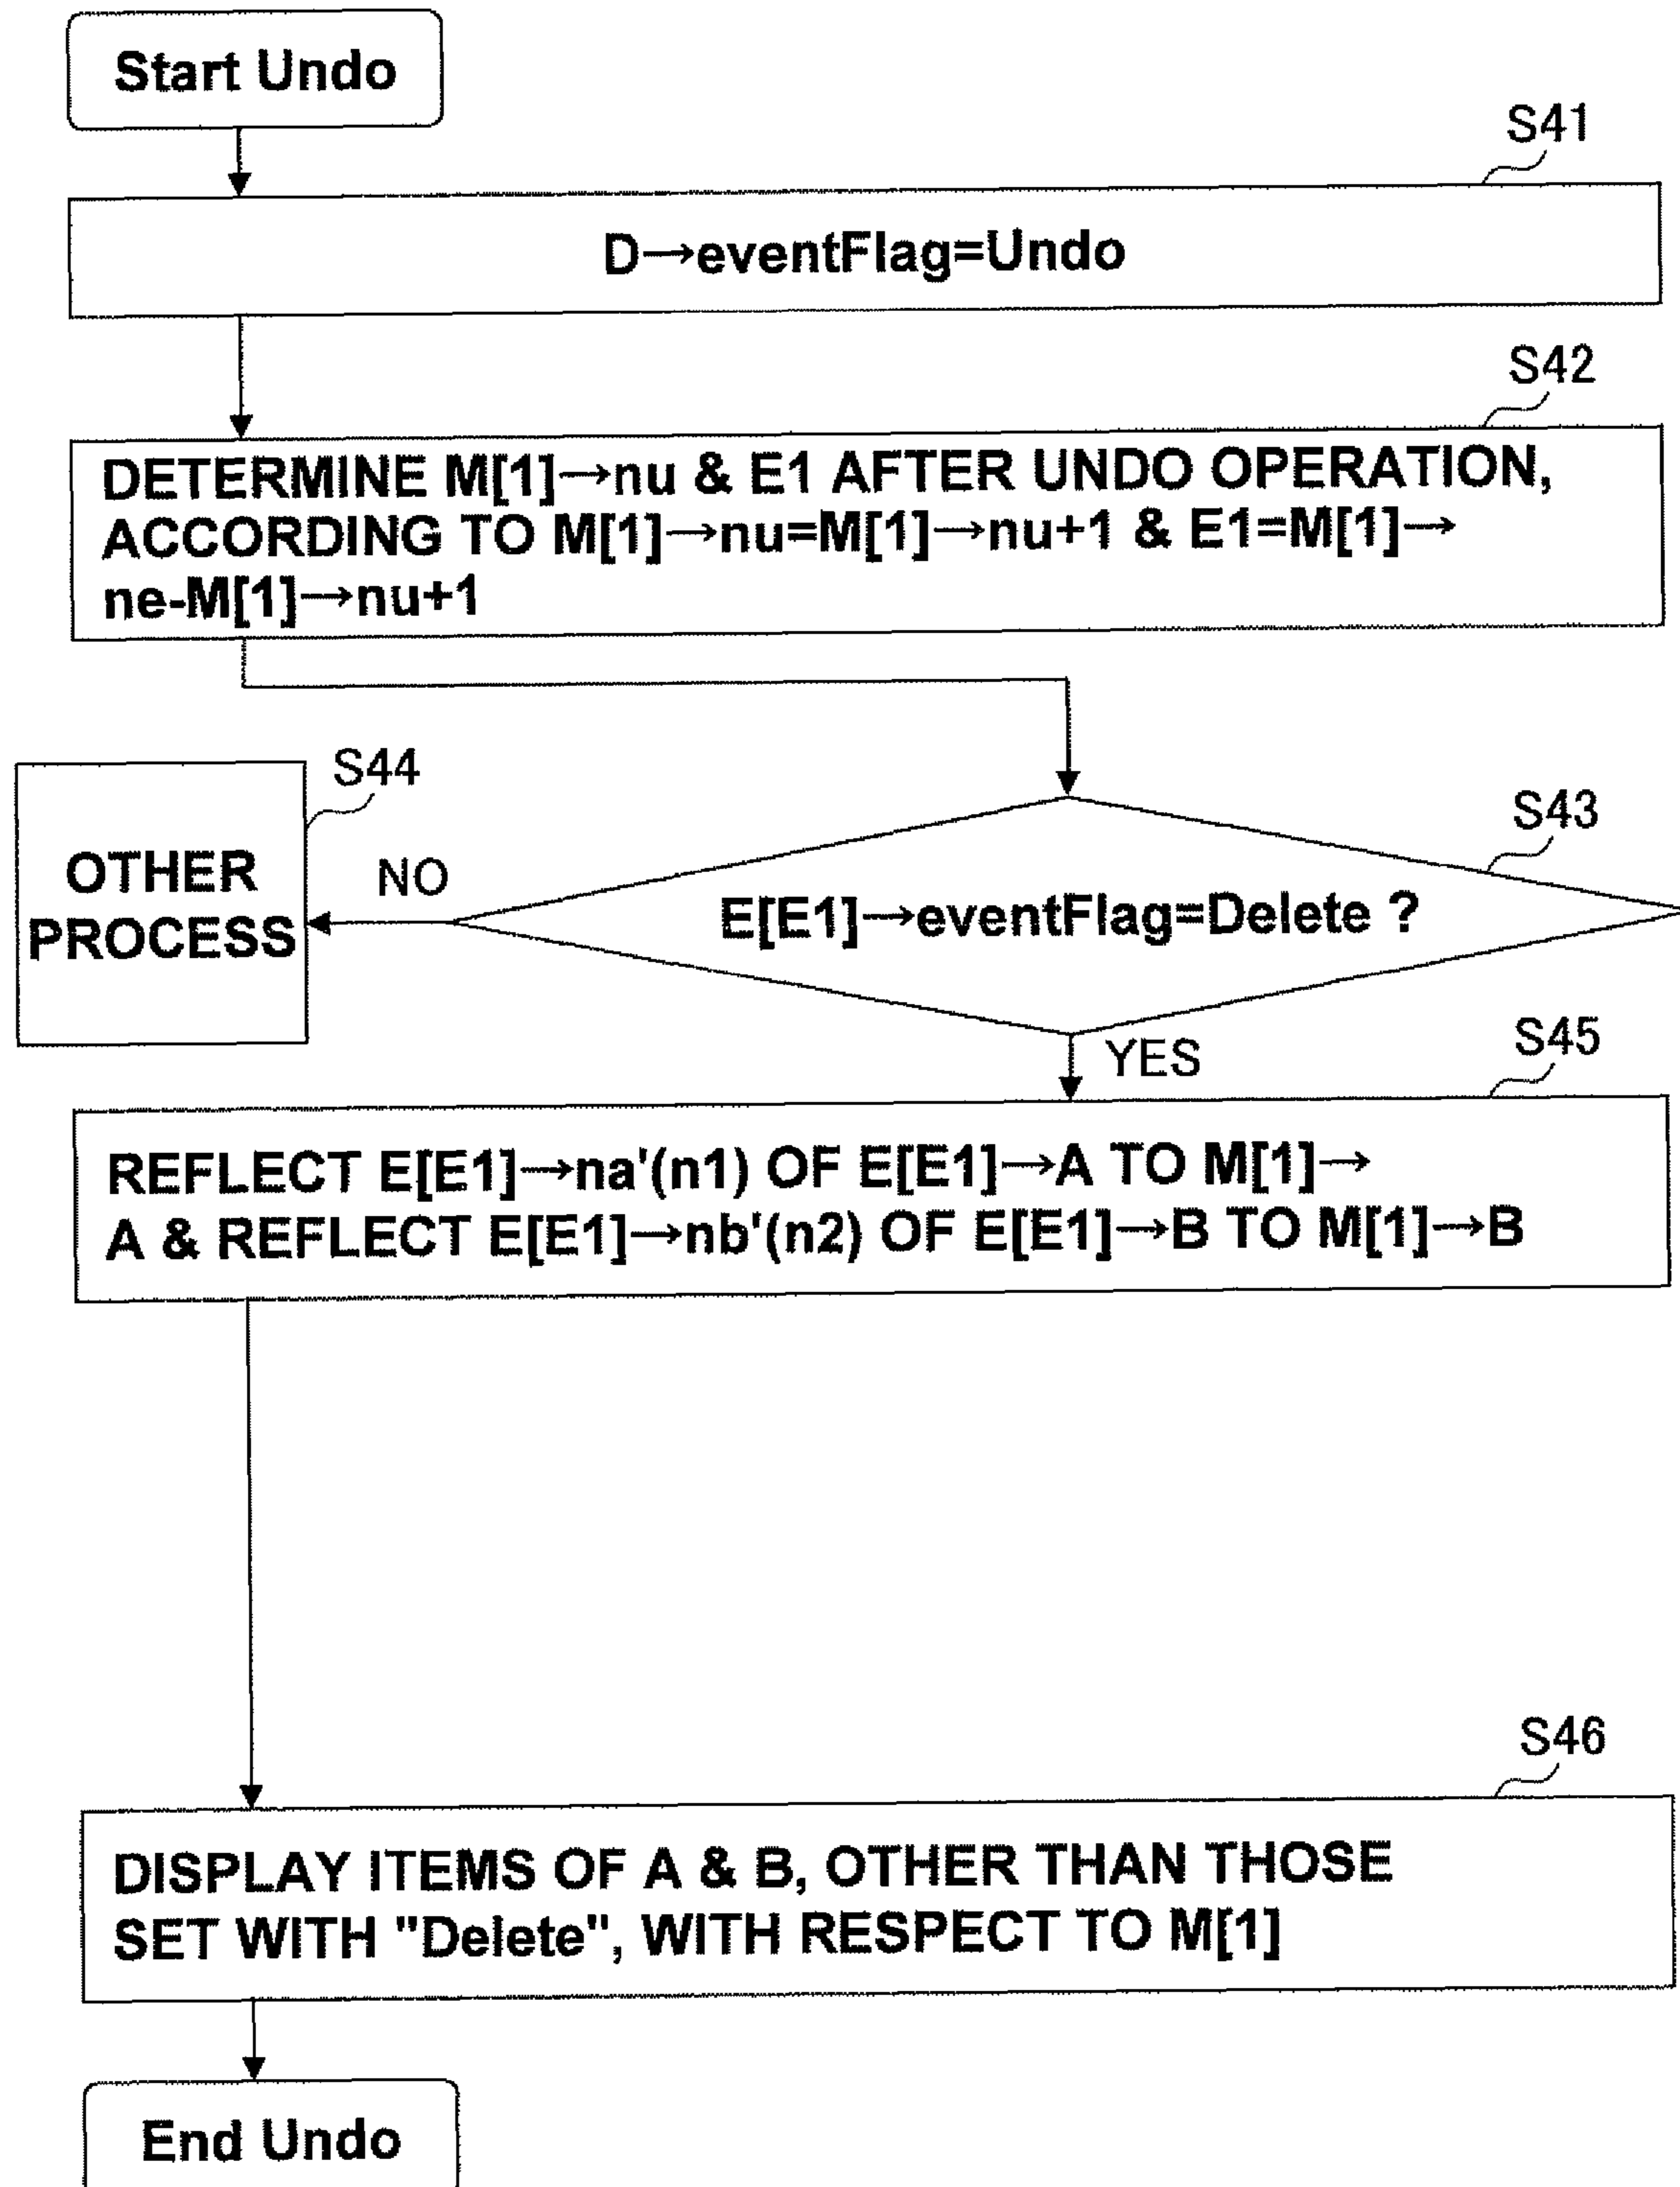 Start Undo
S41
D→eventFlag=Undo
S42
DETERMINE M[1]→nu & E1 AFTER UNDO OPERATION,
ACCORDING TO M[1]→nu=M[1]→nu+1 & E1=M[1]→
ne-M[1]→nu+1
S44
OTHER
PROCESS
NO
S43
E[E1]→eventFlag=Delete ?
YES
S45
REFLECT E[E1]→na'(n1) OF E[E1]→A TO M[1]→
A & REFLECT E[E1]→nb'(n2) OF E[E1]→B TO M[1]→B
S46
DISPLAY ITEMS OF A & B, OTHER THAN THOSE
SET WITH "Delete", WITH RESPECT TO M[1]
End Undo